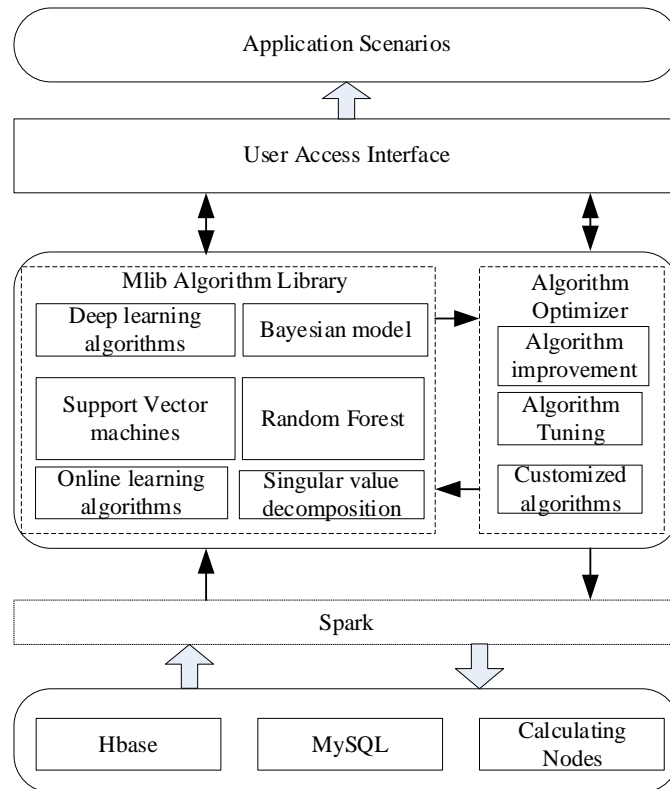 Application Scenarios
User Access Interface
Mlib Algorithm Library
Deep learning
algorithms
Bayesian model
Support Vector
machines
Random Forest
Online learning
algorithms
Singular value
decomposition
Algorithm
Optimizer
Algorithm
improvement
Algorithm
Tuning
Customized
algorithms
Spark
Hbase
MySQL
Calculating
Nodes